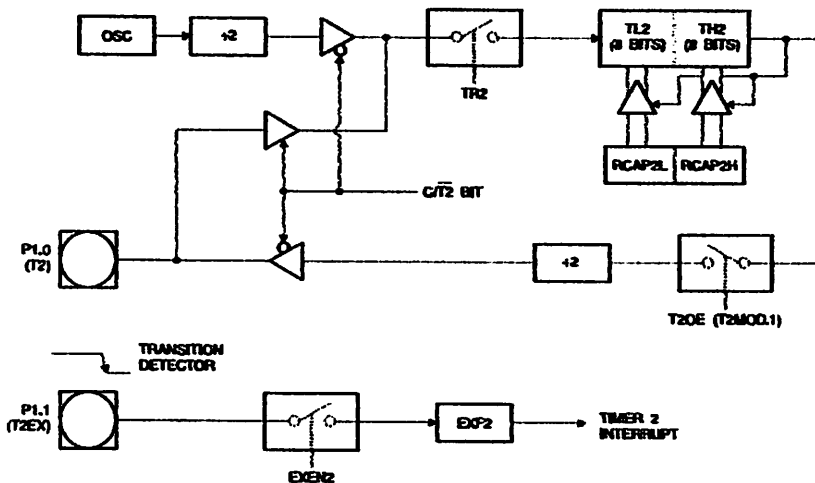 OSC
÷2
TR2
TL2
(8 BITS)
TH2
(8 BITS)
RCAP2L
RCAP2H
C/T2 BIT
P1.0
(T2)
÷2
T2OE (T2MOD.1)
TRANSITION
DETECTOR
P1.1
(T2EX)
EXF2
TIMER 2
INTERRUPT
EXEN2